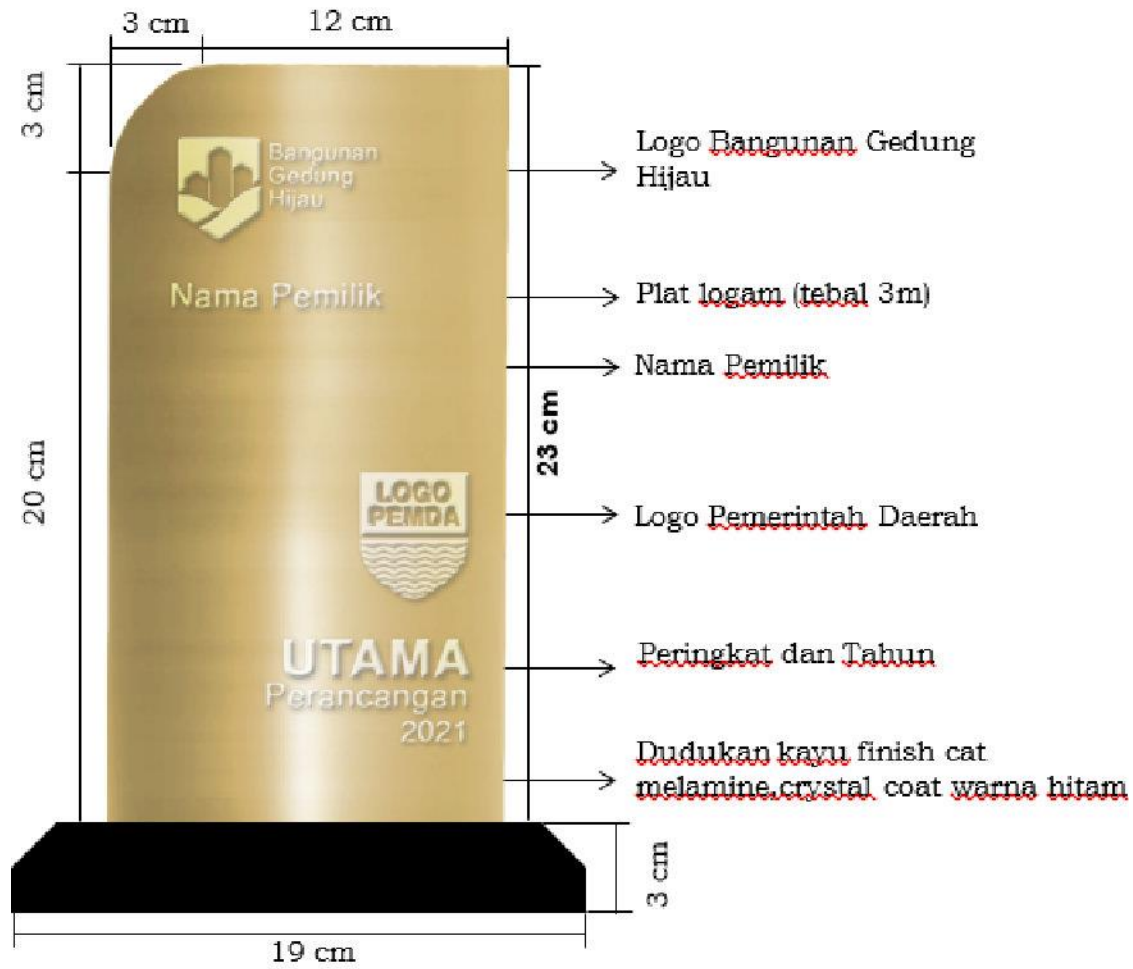 3 cm
12 cm
3 cm
Bangunan
Gedung
Hijau
Logo Bangunan Gedung
Hijau
Nama Pemilik
Plat logam (tebal 3m)
Nama Pemilik
20 cm
23 cm
LOGO
PEMDA
Logo Pemerintah Daerah
UTAMA
Perancangan
2021
Peringkat dan Tahun
Dudukan kayu finish cat
melamine,crystal coat warna hitam
3 cm
19 cm